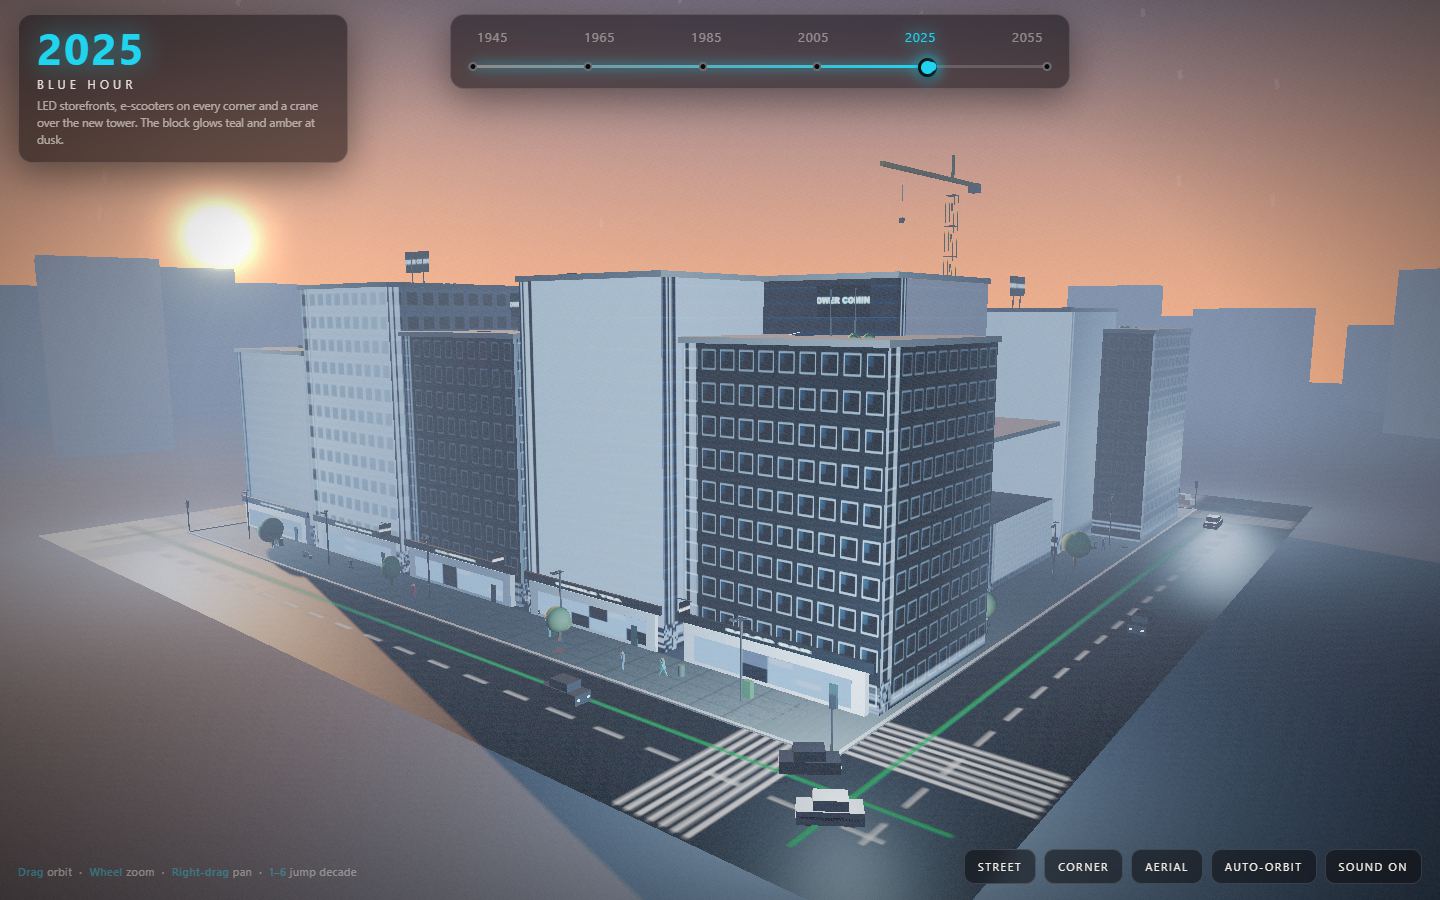 2025
BLUE HOUR
LED storefronts, e-scooters on every corner and a crane
over the new tower. The block glows teal and amber at
dusk.
1945 1965 1985 2005 2025 2055
Drag orbit · Wheel zoom · Right-drag pan · 1–6 jump decade
STREET CORNER AERIAL AUTO-ORBIT SOUND ON